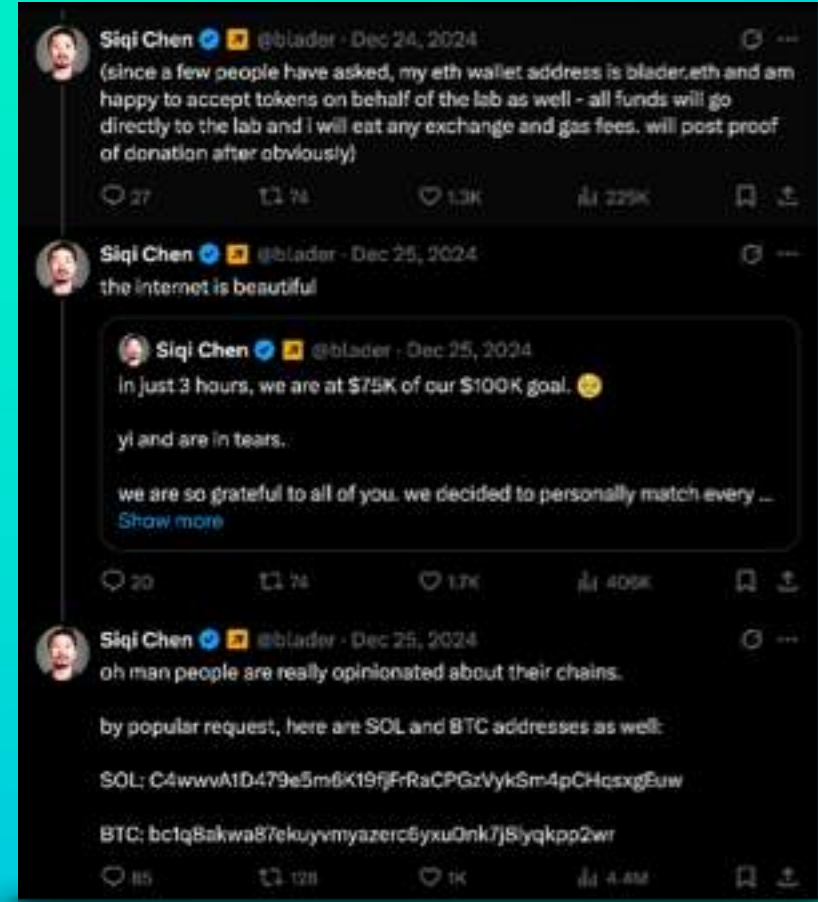 Siqi Chen @blader · Dec 24, 2024
(since a few people have asked, my eth wallet address is blader.eth and am
happy to accept tokens on behalf of the lab as well - all funds will go
directly to the lab and i will eat any exchange and gas fees. will post proof
of donation after obviously)
27 74 1.3K 225K
Siqi Chen @blader · Dec 25, 2024
the internet is beautiful
Siqi Chen @blader · Dec 25, 2024
in just 3 hours, we are at $75K of our $100K goal. 🥹
yi and are in tears.
we are so grateful to all of you. we decided to personally match every ...
Show more
20 74 1.7K 406K
Siqi Chen @blader · Dec 25, 2024
oh man people are really opinionated about their chains.
by popular request, here are SOL and BTC addresses as well:
SOL:
BTC:
85 128 1K 4.4M